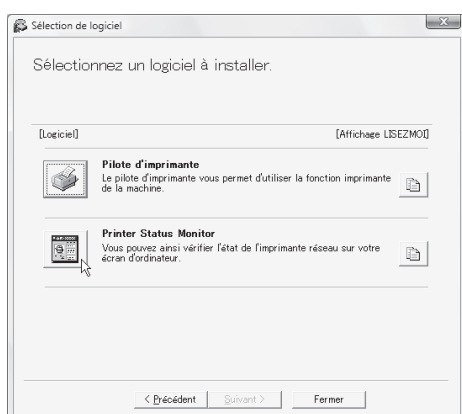 Sélection de logiciel
Sélectionnez un logiciel à installer.
[Logiciel] [Affichage LISEZMOI]
Pilote d'imprimante
Le pilote d'imprimante vous permet d'utiliser la fonction imprimante
de la machine.
Printer Status Monitor
Vous pouvez ainsi vérifier l'état de l'imprimante réseau sur votre
écran d'ordinateur.
< Précédent Suivant > Fermer